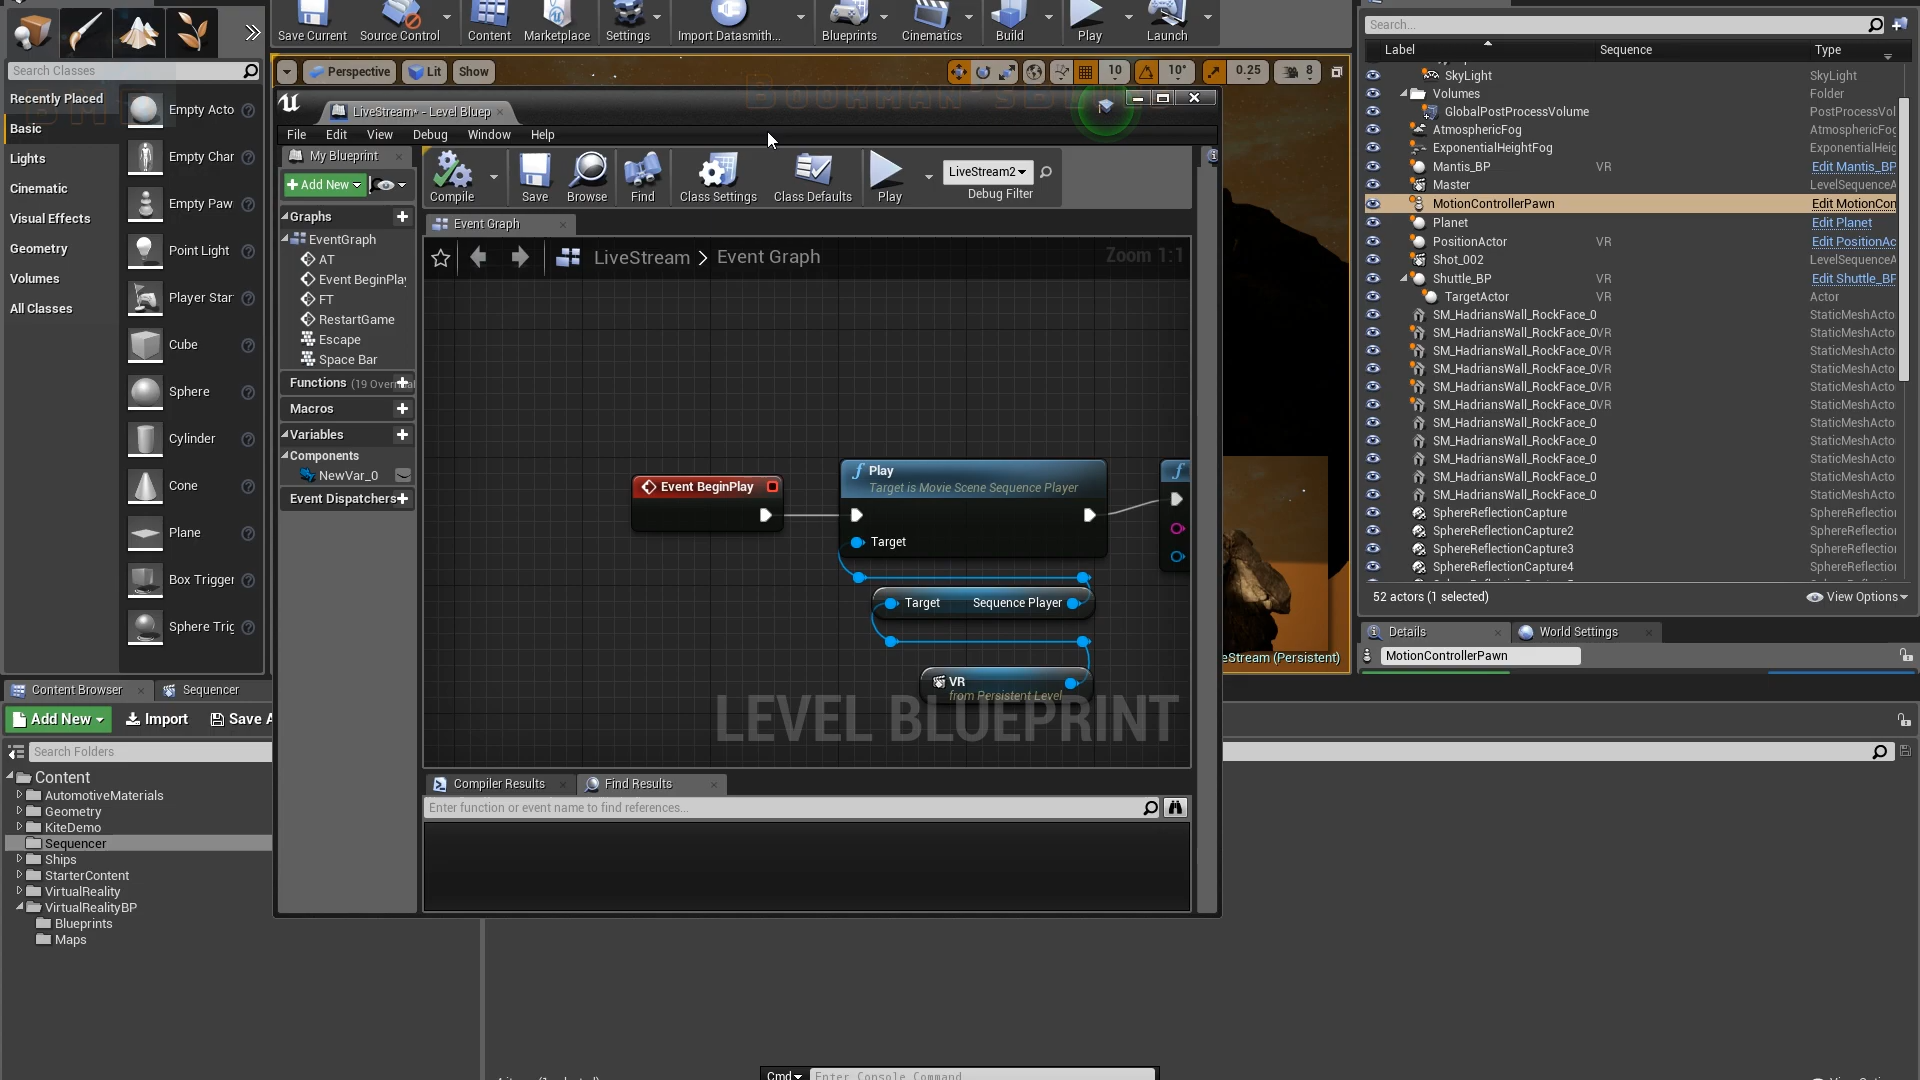 Save Current
Source Control
Content
Marketplace
Settings
Import Datasmith...
Blueprints
Cinematics
Build
Play
Launch
Search Classes
Recently Placed
Basic
Lights
Cinematic
Visual Effects
Geometry
Volumes
All Classes
Empty Acto
Empty Char
Empty Paw
Point Light
Player Star
Cube
Sphere
Cylinder
Cone
Plane
Box Trigger
Sphere Trig
Perspective
Lit
Show
10
10°
0.25
8
LiveStream* - Level Bluep
File Edit View Debug Window Help
My Blueprint
Add New
Graphs
EventGraph
AT
Event BeginPlay
FT
RestartGame
Escape
Space Bar
Functions (19 Overridal
Macros
Variables
Components
NewVar_0
Event Dispatchers
Compile
Save
Browse
Find
Class Settings
Class Defaults
Play
LiveStream2
Debug Filter
Event Graph
LiveStream > Event Graph
Zoom 1:1
Event BeginPlay
Play
Target is Movie Scene Sequence Player
Target
Target Sequence Player
VR
from Persistent Level
LEVEL BLUEPRINT
Compiler Results
Find Results
Enter function or event name to find references...
eStream (Persistent)
Search...
Label Sequence Type
SkyLight SkyLight
Volumes Folder
GlobalPostProcessVolume PostProcessVol
AtmosphericFog AtmosphericFog
ExponentialHeightFog ExponentialHeig
Mantis_BP VR Edit Mantis_BP
Master LevelSequenceA
MotionControllerPawn Edit MotionCon
Planet Edit Planet
PositionActor VR Edit PositionAc
Shot_002 LevelSequenceA
Shuttle_BP VR Edit Shuttle_BP
TargetActor VR Actor
SM_HadriansWall_RockFace_0 StaticMeshActo
SM_HadriansWall_RockFace_0 VR StaticMeshActo
SM_HadriansWall_RockFace_0 VR StaticMeshActo
SM_HadriansWall_RockFace_0 VR StaticMeshActo
SM_HadriansWall_RockFace_0 VR StaticMeshActo
SM_HadriansWall_RockFace_0 VR StaticMeshActo
SM_HadriansWall_RockFace_0 StaticMeshActo
SM_HadriansWall_RockFace_0 StaticMeshActo
SM_HadriansWall_RockFace_0 StaticMeshActo
SM_HadriansWall_RockFace_0 StaticMeshActo
SM_HadriansWall_RockFace_0 StaticMeshActo
SphereReflectionCapture SphereReflection
SphereReflectionCapture2 SphereReflection
SphereReflectionCapture3 SphereReflection
SphereReflectionCapture4 SphereReflection
52 actors (1 selected)
View Options
Details
World Settings
MotionControllerPawn
Content Browser
Sequencer
Add New
Import
Save A
Search Folders
Content
AutomotiveMaterials
Geometry
KiteDemo
Sequencer
Ships
StarterContent
VirtualReality
VirtualRealityBP
Blueprints
Maps
Cmd
Enter Console Command